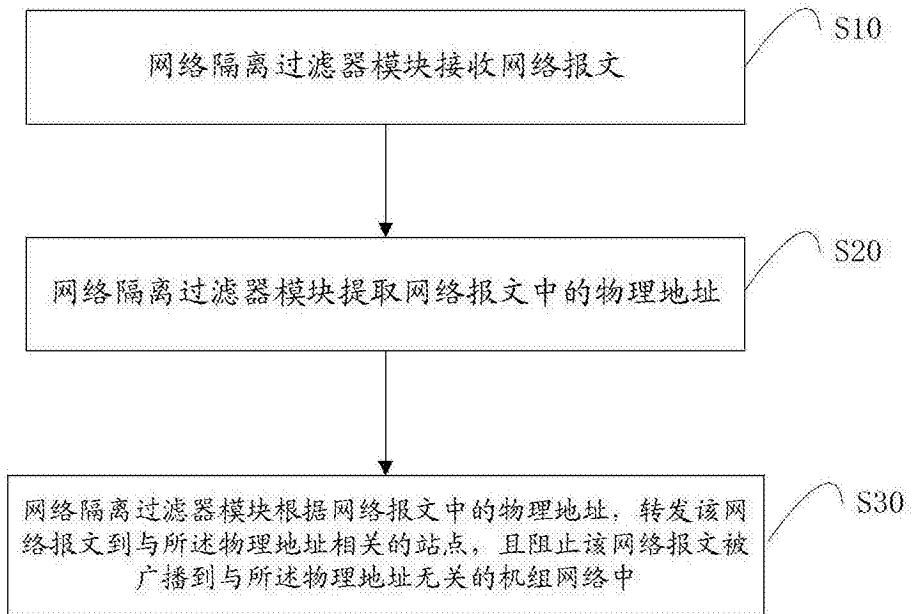 网络隔离过滤器模块接收网络报文
S10
网络隔离过滤器模块提取网络报文中的物理地址
S20
网络隔离过滤器模块根据网络报文中的物理地址，转发该网
络报文到与所述物理地址相关的站点，且阻止该网络报文被
广播到与所述物理地址无关的机组网络中
S30